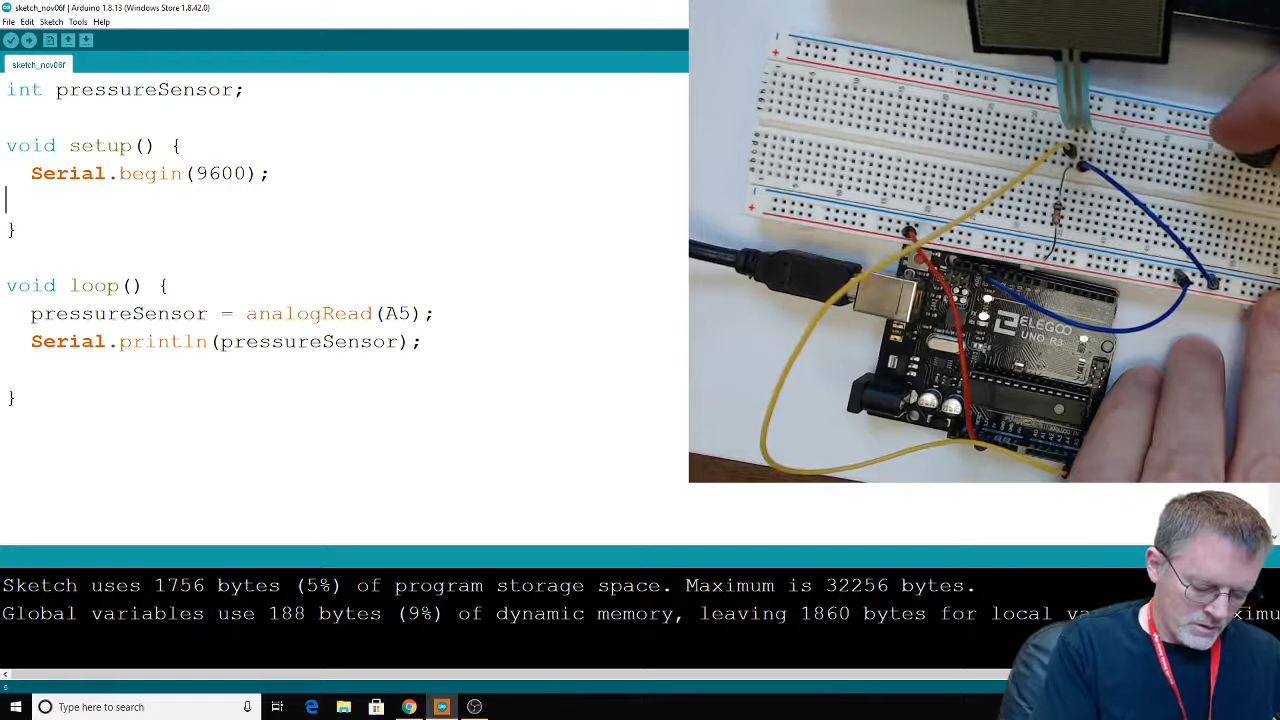 sketch_nov06f | Arduino 1.8.13 (Windows Store 1.8.42.0)
File Edit Sketch Tools Help
sketch_nov06f
int pressureSensor;
void setup() {
Serial.begin(9600);
}
void loop() {
pressureSensor = analogRead(A5);
Serial.println(pressureSensor);
}
ELEGOO
UNO R3
Sketch uses 1756 bytes (5%) of program storage space. Maximum is 32256 bytes.
Global variables use 188 bytes (9%) of dynamic memory, leaving 1860 bytes for local
5
Type here to search